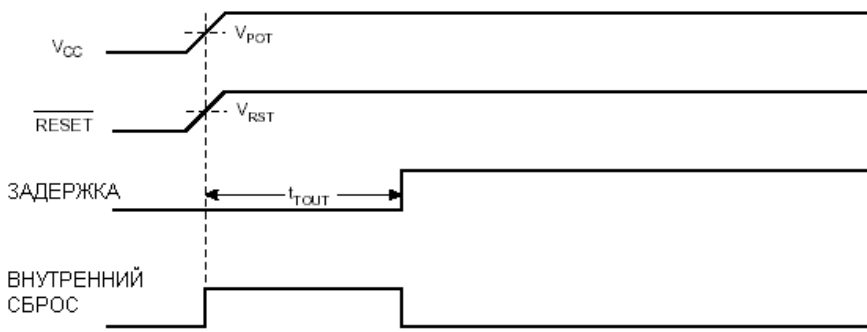 VCC
VPOT
RESET
VRST
ЗАДЕРЖКА
tTOUT
ВНУТРЕННИЙ
СБРОС